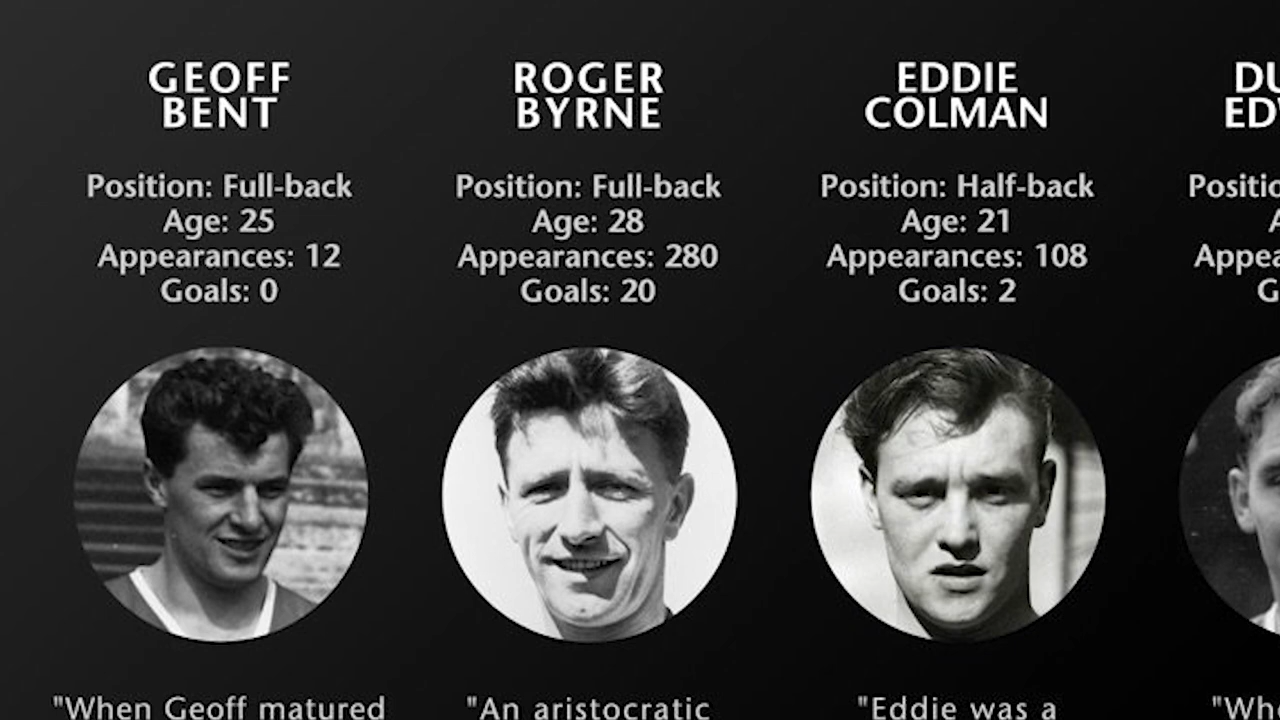 GEOFF
BENT
Position: Full-back
Age: 25
Appearances: 12
Goals: 0
"When Geoff matured
ROGER
BYRNE
Position: Full-back
Age: 28
Appearances: 280
Goals: 20
"An aristocratic
EDDIE
COLMAN
Position: Half-back
Age: 21
Appearances: 108
Goals: 2
"Eddie was a